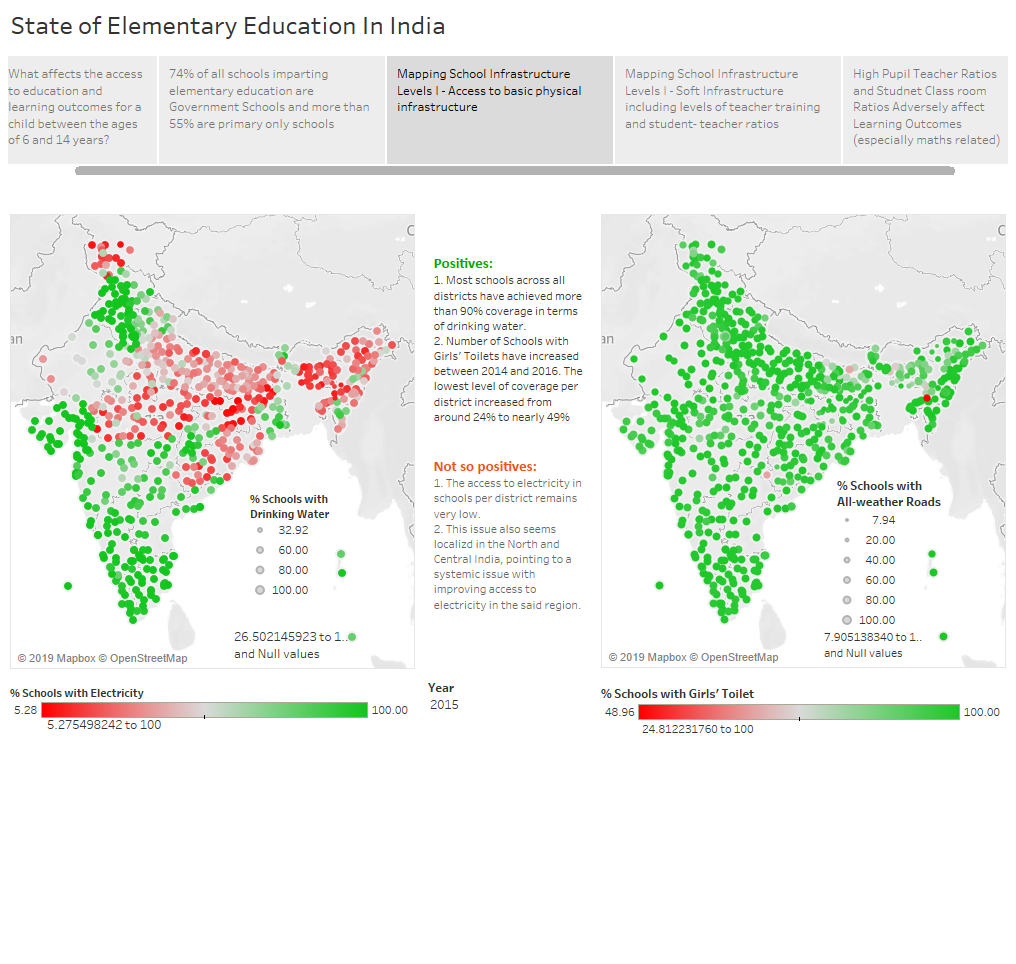 State of Elementary Education In India
What affects the access
to education and
learning outcomes for a
child between the ages
of 6 and 14 years?
74% of all schools imparting
elementary education are
Government Schools and more than
55% are primary only schools
Mapping School Infrastructure
Levels I - Access to basic physical
infrastructure
Mapping School Infrastructure
Levels I - Soft Infrastructure
including levels of teacher training
and student- teacher ratios
High Pupil Teacher Ratios
and Studnet Class room
Ratios Adversely affect
Learning Outcomes
(especially maths related)
an
C
% Schools with
Drinking Water
32.92
60.00
80.00
100.00
26.502145923 to 1..
and Null values
© 2019 Mapbox © OpenStreetMap
% Schools with Electricity
5.28
100.00
5.275498242 to 100
Positives:
1. Most schools across all
districts have achieved more
than 90% coverage in terms
of drinking water.
2. Number of Schools with
Girls' Toilets have increased
between 2014 and 2016. The
lowest level of coverage per
district increased from
around 24% to nearly 49%
Not so positives:
1. The access to electricity in
schools per district remains
very low.
2. This issue also seems
localizd in the North and
Central India, pointing to a
systemic issue with
improving access to
electricity in the said region.
Year
2015
an
C
% Schools with
All-weather Roads
7.94
20.00
40.00
60.00
80.00
100.00
7.905138340 to 1..
and Null values
© 2019 Mapbox © OpenStreetMap
% Schools with Girls' Toilet
48.96
100.00
24.812231760 to 100